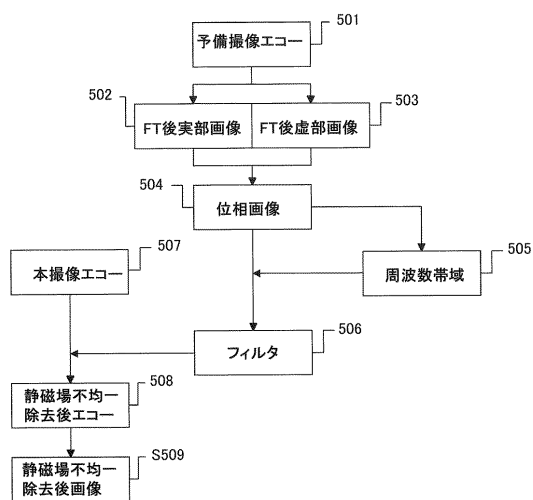 予備撮像エコー
501
502
503
FT後実部画像
FT後虚部画像
504
位相画像
507
本撮像エコー
周波数帯域
505
フィルタ
506
508
静磁場不均一
除去後エコー
S509
静磁場不均一
除去後画像